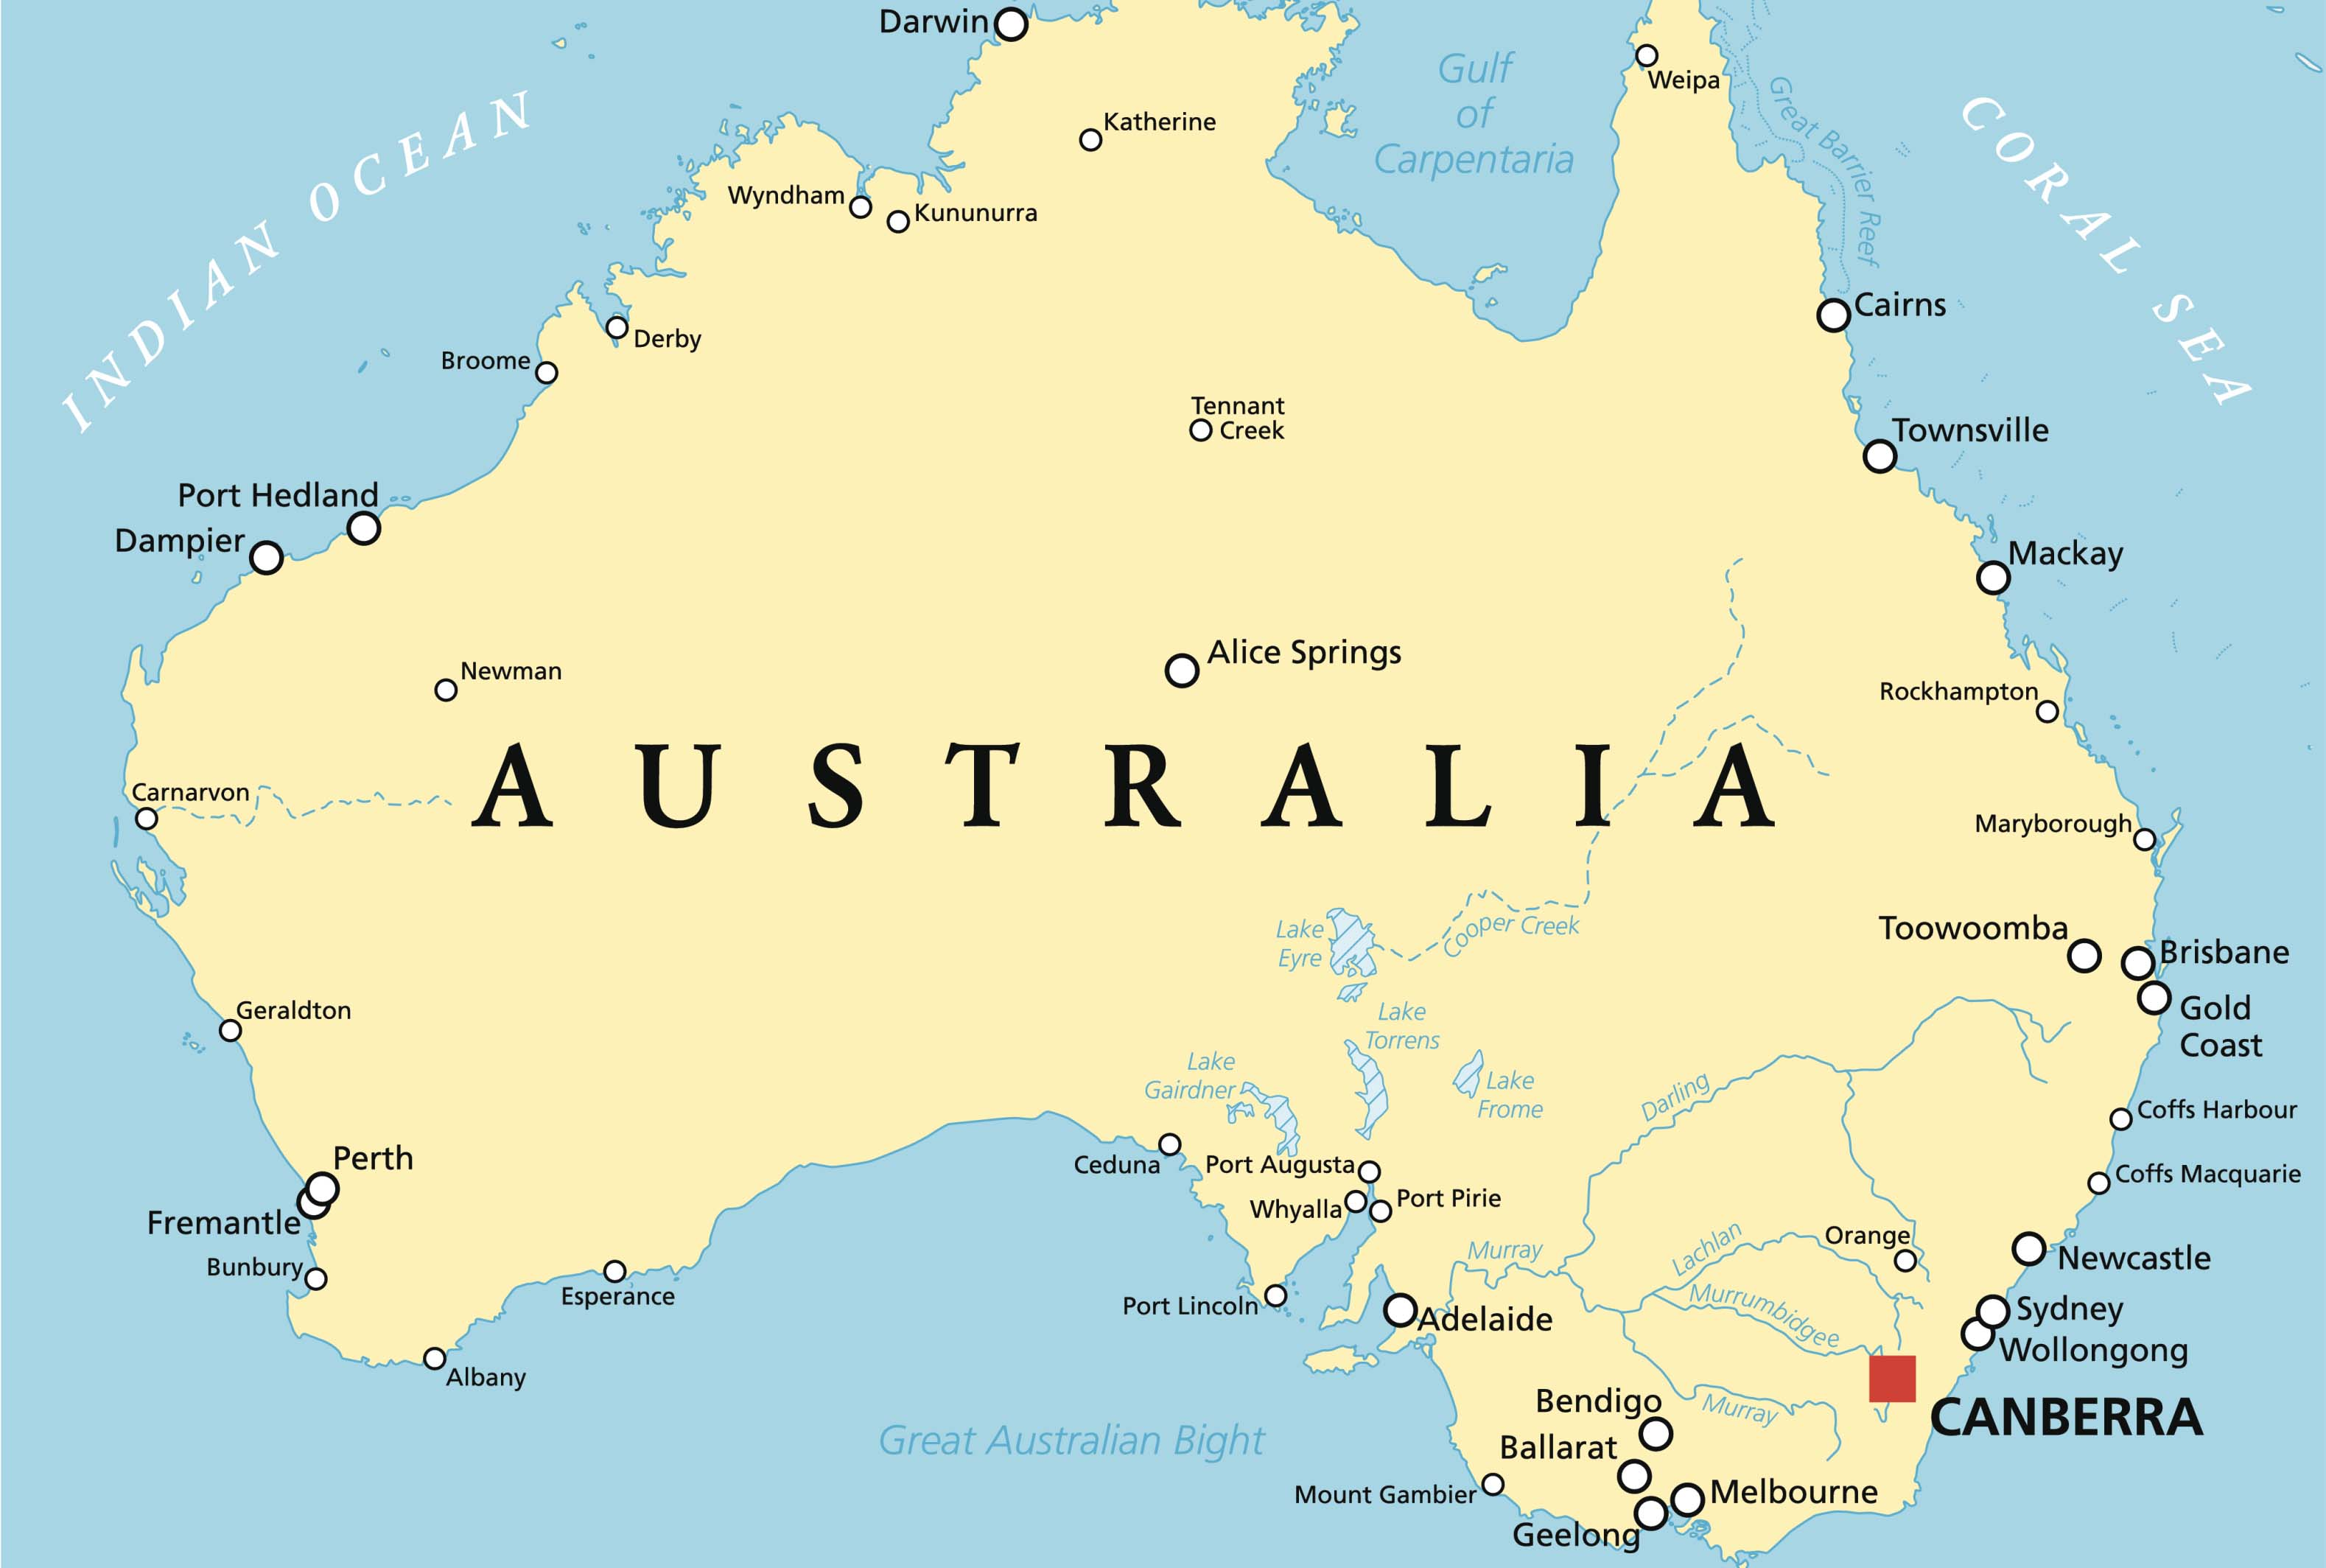 Darwin
Gulf
of
Carpentaria
Weipa
Great Barrier Reef
CORAL SEA
INDIAN OCEAN
Katherine
Wyndham
Kununurra
Derby
Broome
Cairns
Tennant
Creek
Townsville
Port Hedland
Dampier
Mackay
Alice Springs
Newman
Rockhampton
AUSTRALIA
Carnarvon
Maryborough
Lake
Eyre
Cooper Creek
Toowoomba
Brisbane
Gold
Coast
Geraldton
Lake
Torrens
Lake
Gairdner
Lake
Frome
Darling
Coffs Harbour
Perth
Fremantle
Ceduna
Port Augusta
Whyalla
Port Pirie
Coffs Macquarie
Bunbury
Esperance
Albany
Port Lincoln
Adelaide
Murray
Lachlan
Murrumbidgee
Orange
Newcastle
Sydney
Wollongong
CANBERRA
Murray
Great Australian Bight
Bendigo
Ballarat
Mount Gambier
Melbourne
Geelong